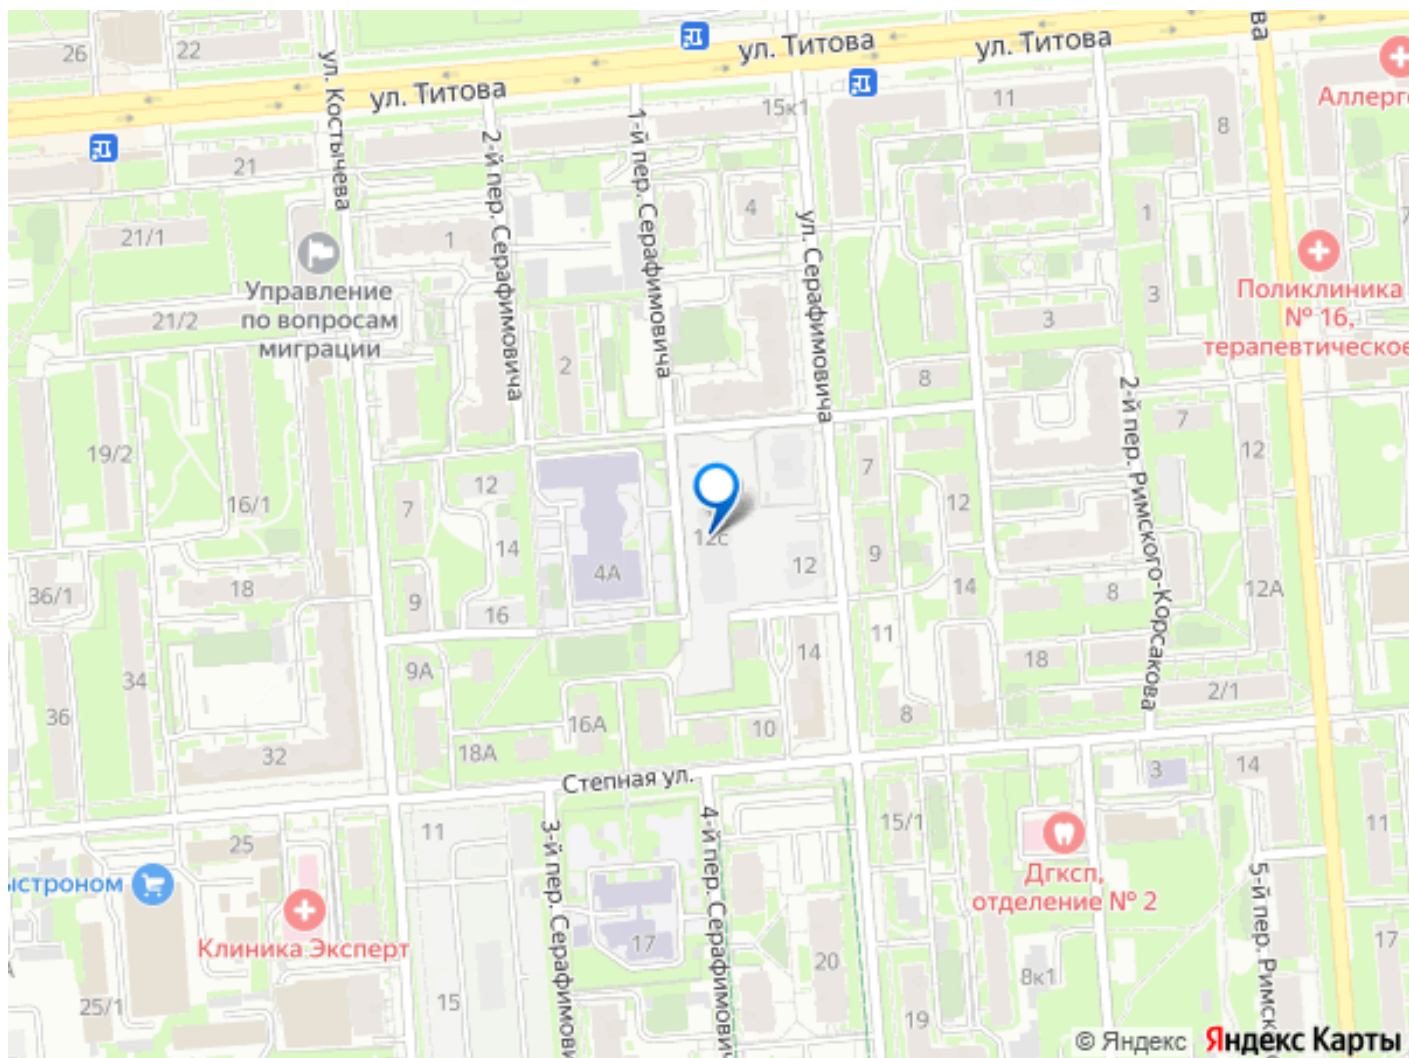 26
22
ул. Титова
ул. Титова
ул. Титова
ва
Аллерг
15к1
11
8
21
ул. Костычева
2-й пер. Серафимовича
1-й пер. Серафимовича
ул. Серафимовича
4
1
21/1
1
Управление
по вопросам
миграции
21/2
2
3
3
Поликлиника
№ 16,
терапевтическое
8
7
2-й пер. Римского-Корсакова
19/2
16/1
12
7
12
7
12
14
12с
9
12
4А
36/1
18
9
16
14
8
12А
11
9А
14
18
34
2/1
36
16А
10
8
18А
32
Степная ул.
3
14
11
3-й пер. Серафимови
4-й пер. Серафимович
15/1
11
25
ыстроном
Дгксп,
отделение № 2
5-й пер. Римск
Клиника Эксперт
17
17
20
8к1
25/1
15
19
© Яндекс
Яндекс Карты